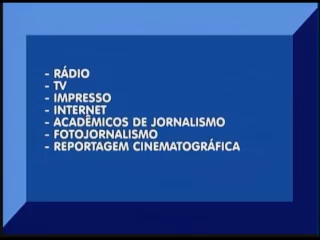 - RÁDIO
- TV
- IMPRESSO
- INTERNET
- ACADÊMICOS DE JORNALISMO
- FOTOJORNALISMO
- REPORTAGEM CINEMATOGRÁFICA